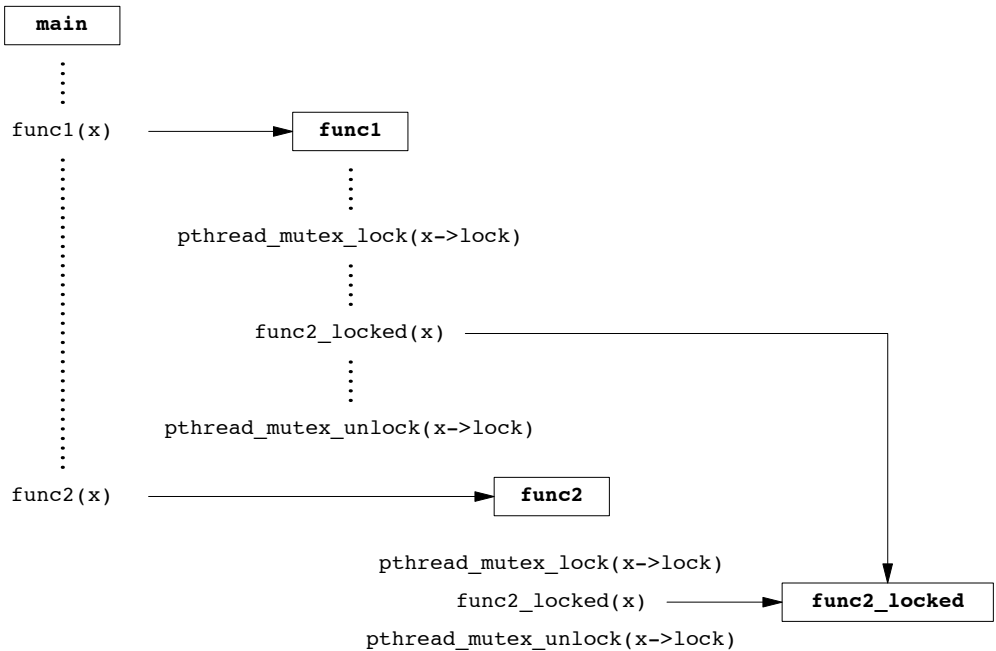 main
func1(x)
func1
pthread_mutex_lock(x->lock)
func2_locked(x)
pthread_mutex_unlock(x->lock)
func2(x)
func2
pthread_mutex_lock(x->lock)
func2_locked(x)
func2_locked
pthread_mutex_unlock(x->lock)